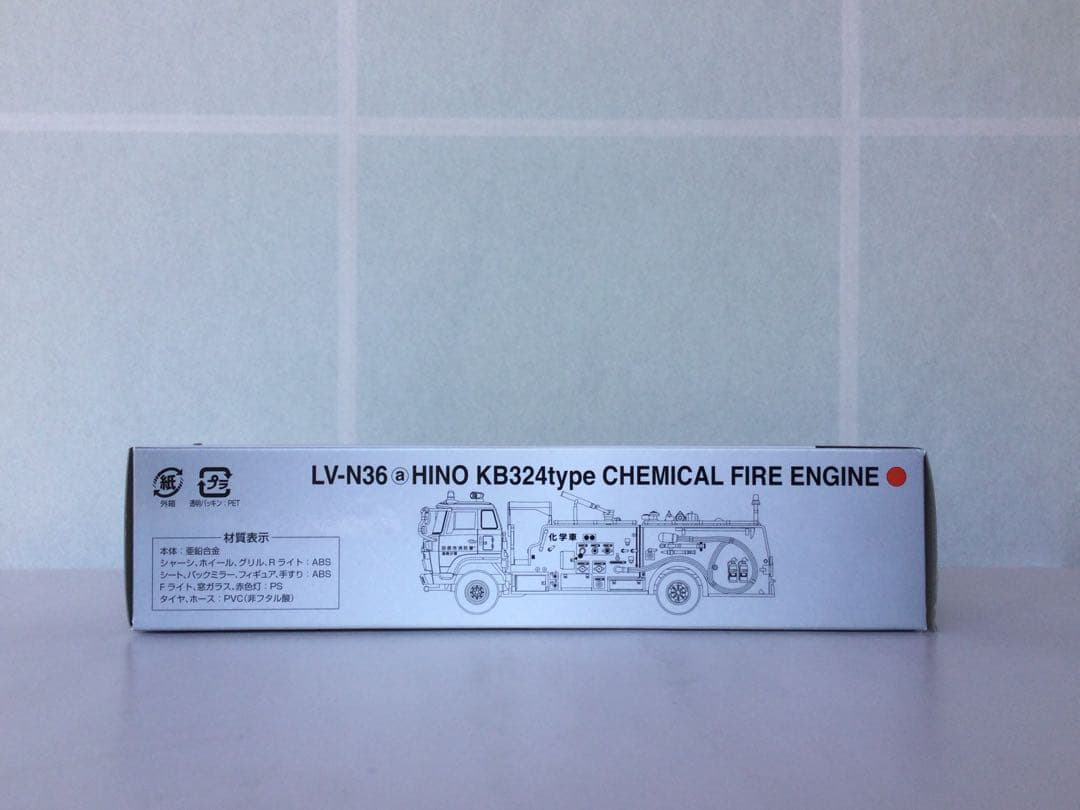 LV-N36 ⓐ HINO KB324type CHEMICAL FIRE ENGINE
紙
プラ
外箱
透明パッキン:PET
材質表示
本体:亜鉛合金
シャーシ、ホイール、グリル、Rライト:ABS
シート、バックミラー、フィギュア、手すり:ABS
Fライト、窓ガラス、赤色灯:PS
タイヤ、ホース:PVC(非フタル酸)
化学車